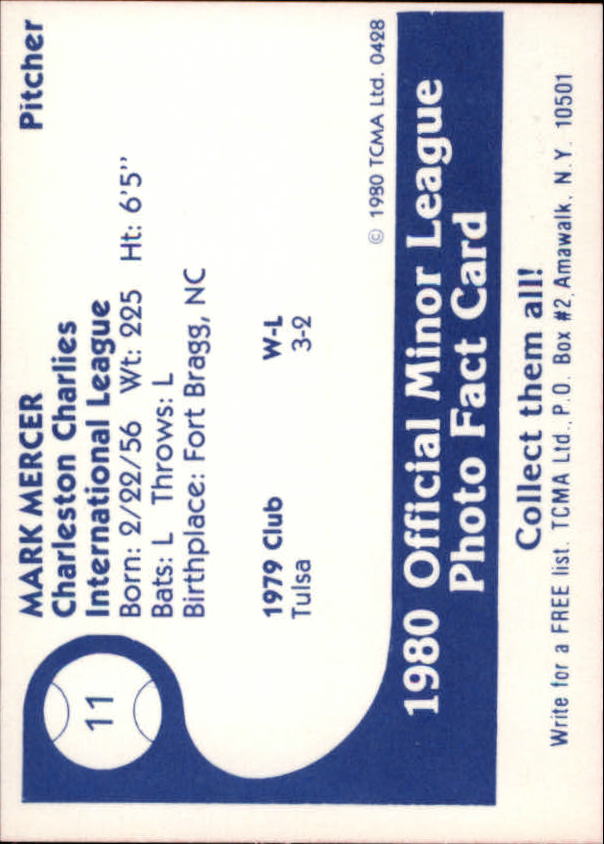 11
MARK MERCER Pitcher
Charleston Charlies
International League
Born: 2/22/56 Wt: 225 Ht: 6'5"
Bats: L Throws: L
Birthplace: Fort Bragg, NC
1979 Club W-L
Tulsa 3-2
© 1980 TCMA Ltd. 0428
1980 Official Minor League
Photo Fact Card
Collect them all!
Write for a FREE list. TCMA Ltd., P.O. Box #2, Amawalk, N.Y. 10501